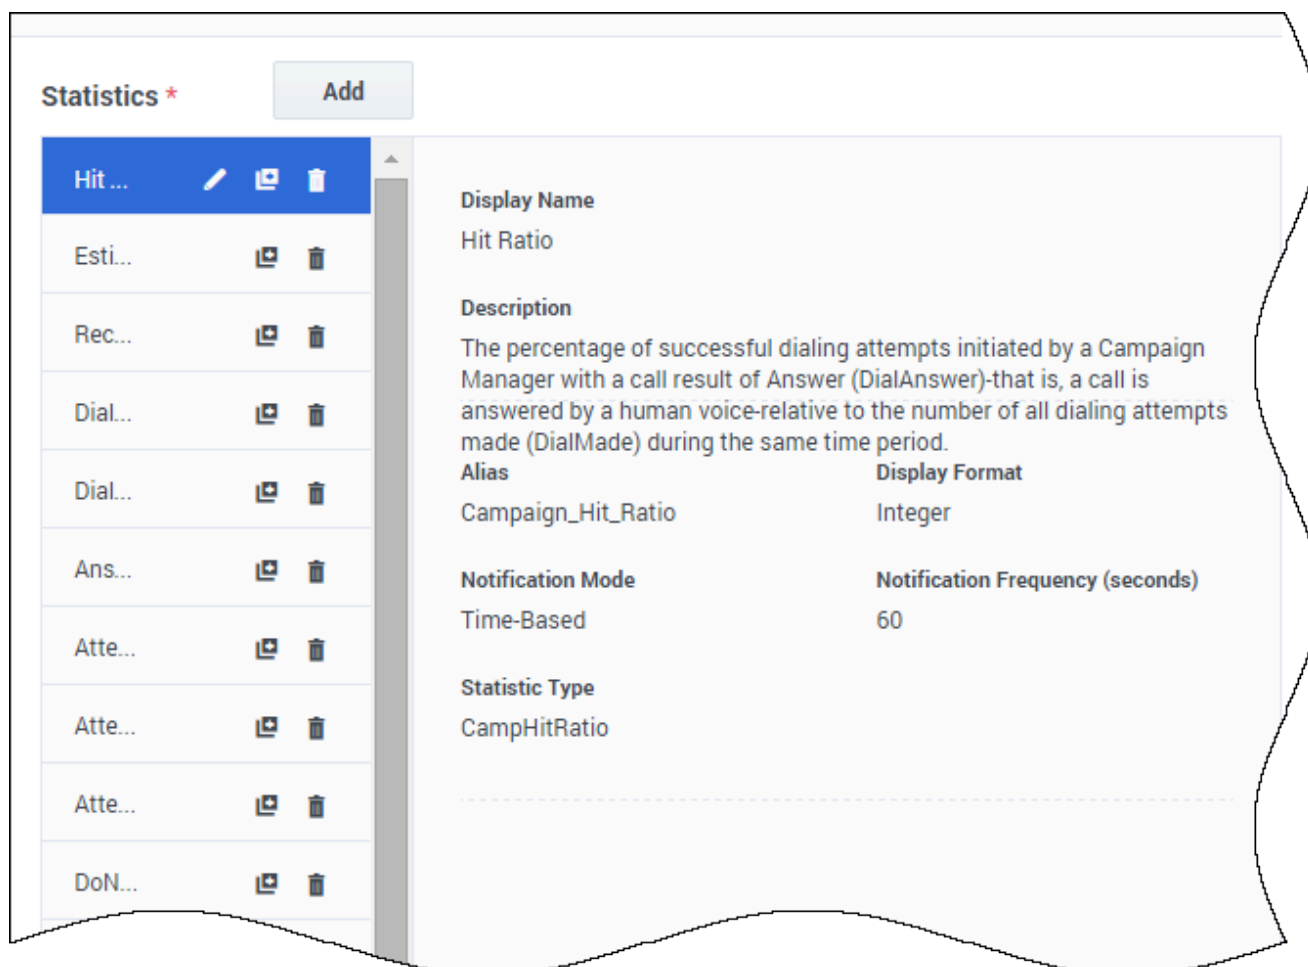 Statistics *
Add
Hit ...
Esti...
Rec...
Dial...
Dial...
Ans...
Atte...
Atte...
Atte...
DoN...
Display Name
Hit Ratio
Description
The percentage of successful dialing attempts initiated by a Campaign
Manager with a call result of Answer (DialAnswer)-that is, a call is
answered by a human voice-relative to the number of all dialing attempts
made (DialMade) during the same time period.
Alias
Campaign_Hit_Ratio
Display Format
Integer
Notification Mode
Time-Based
Notification Frequency (seconds)
60
Statistic Type
CampHitRatio